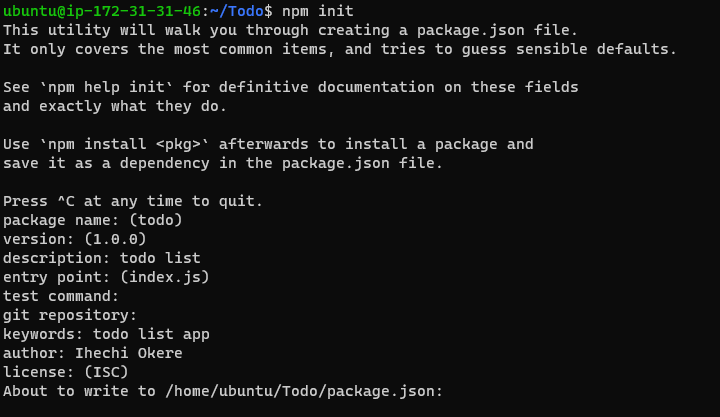 ubuntu@ip-172-31-31-46:~/Todo$ npm init
This utility will walk you through creating a package.json file.
It only covers the most common items, and tries to guess sensible defaults.
See `npm help init` for definitive documentation on these fields
and exactly what they do.
Use `npm install <pkg>` afterwards to install a package and
save it as a dependency in the package.json file.
Press ^C at any time to quit.
package name: (todo)
version: (1.0.0)
description: todo list
entry point: (index.js)
test command:
git repository:
keywords: todo list app
author: Ihechi Okere
license: (ISC)
About to write to /home/ubuntu/Todo/package.json: